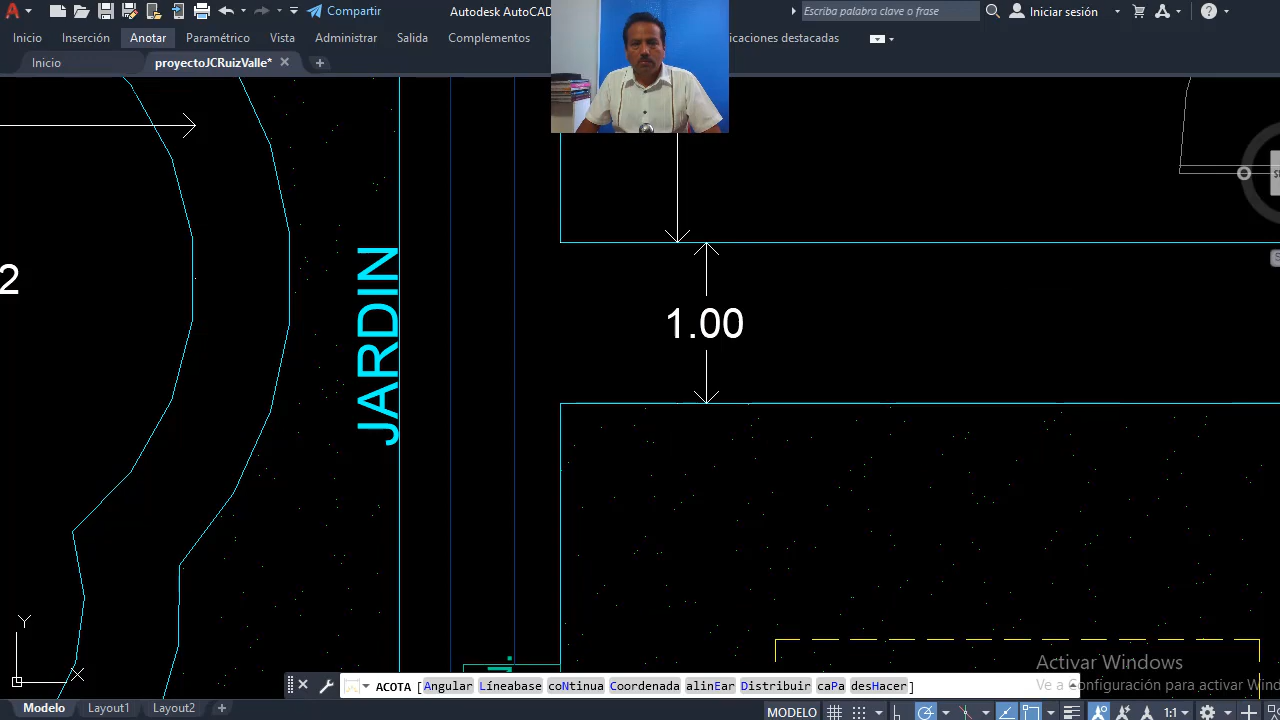 Compartir
Autodesk AutoCAD
Escriba palabra clave o frase
Iniciar sesión
Inicio
Inserción
Anotar
Paramétrico
Vista
Administrar
Salida
Complementos
destacadas
Inicio
proyectoJCRuizValle*
2
JARDIN
1.00
Y
X
ACOTA [Angular Líneabase coNtinua Coordenada alinEar Distribuir caPa desHacer]
Activar Windows
Ve a Configuración para activar
Modelo
Layout1
Layout2
MODELO
1:1